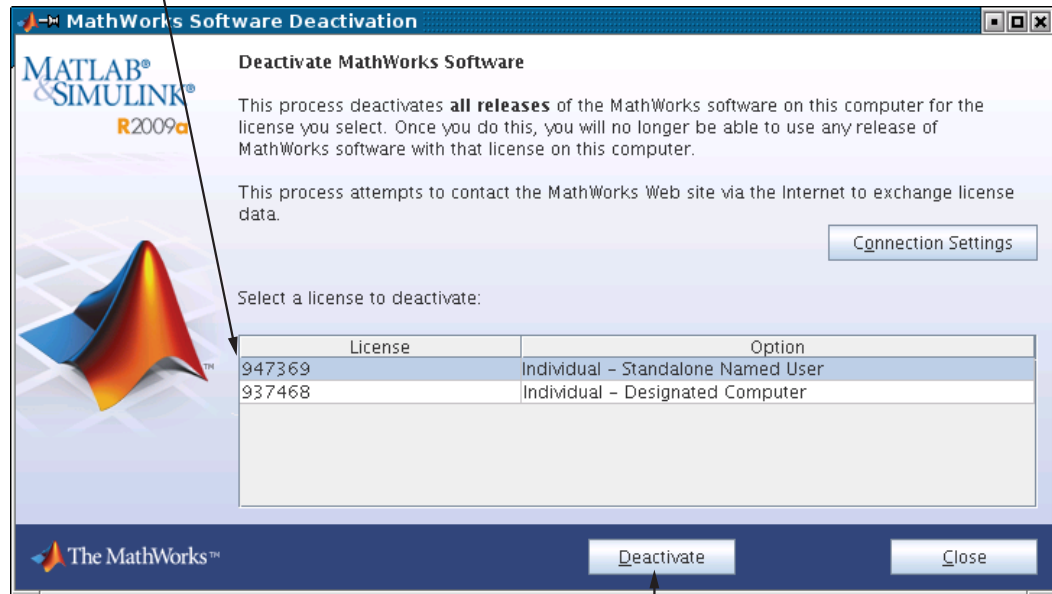 MathWorks Software Deactivation
MATLAB®
&SIMULINK®
R2009a
Deactivate MathWorks Software
This process deactivates all releases of the MathWorks software on this computer for the
license you select. Once you do this, you will no longer be able to use any release of
MathWorks software with that license on this computer.
This process attempts to contact the MathWorks Web site via the Internet to exchange license
data.
Connection Settings
Select a license to deactivate:
License Option
947369 Individual – Standalone Named User
937468 Individual – Designated Computer
TM
The MathWorks™
Deactivate
Close